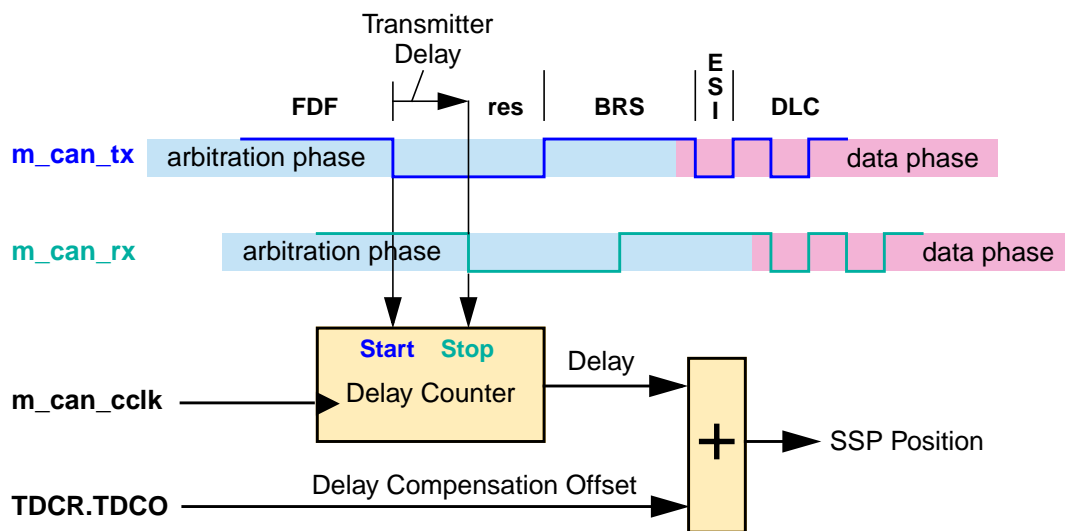 Transmitter
Delay
FDF
res
BRS
ESI
DLC
m_can_tx
arbitration phase
data phase
m_can_rx
arbitration phase
data phase
Start
Stop
Delay Counter
m_can_cclk
Delay
+
SSP Position
TDCR.TDCO
Delay Compensation Offset